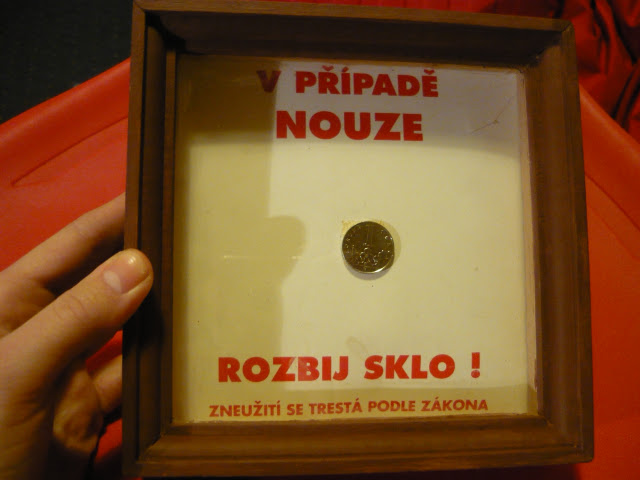 V PŘÍPADĚ
NOUZE
ROZBIJ SKLO !
ZNEUŽITÍ SE TRESTÁ PODLE ZÁKONA